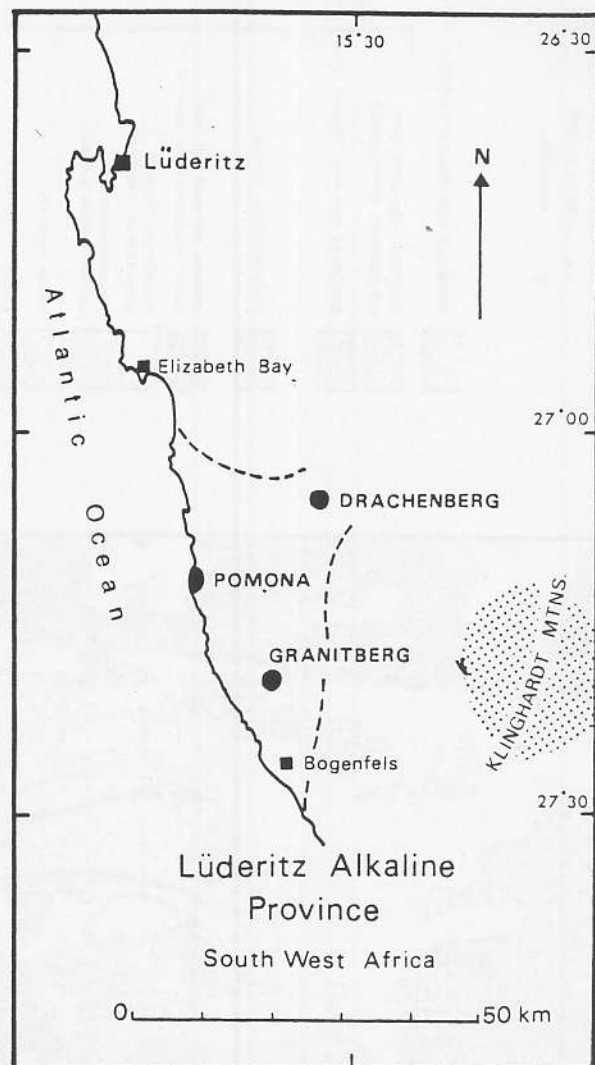 15°30
26°30
N
Lüderitz
Atlantic Ocean
Elizabeth Bay
27°00
DRACHENBERG
POMONA
GRANITBERG
KLINGHARDT MTNS.
Bogenfels
27°30
Lüderitz Alkaline
Province
South West Africa
0
50 km